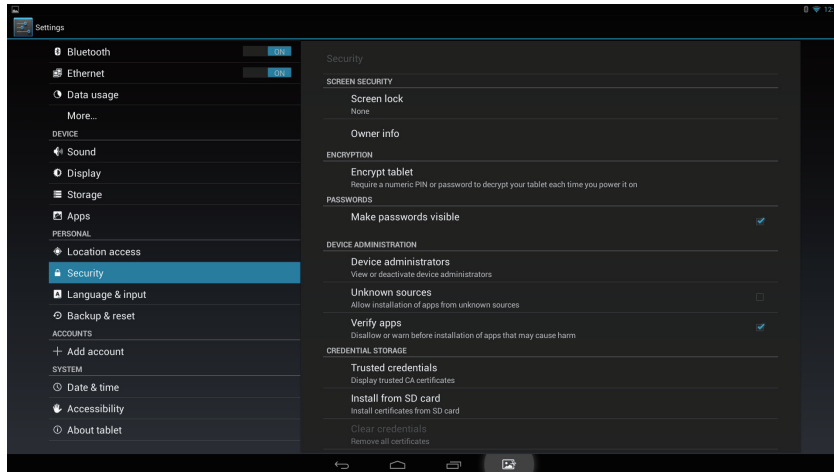 12:
Settings
Bluetooth
ON
Ethernet
ON
Data usage
More...
DEVICE
Sound
Display
Storage
Apps
PERSONAL
Location access
Security
Language & input
Backup & reset
ACCOUNTS
Add account
SYSTEM
Date & time
Accessibility
About tablet
Security
SCREEN SECURITY
Screen lock
None
Owner info
ENCRYPTION
Encrypt tablet
Require a numeric PIN or password to decrypt your tablet each time you power it on
PASSWORDS
Make passwords visible
DEVICE ADMINISTRATION
Device administrators
View or deactivate device administrators
Unknown sources
Allow installation of apps from unknown sources
Verify apps
Disallow or warn before installation of apps that may cause harm
CREDENTIAL STORAGE
Trusted credentials
Display trusted CA certificates
Install from SD card
Install certificates from SD card
Clear credentials
Remove all certificates